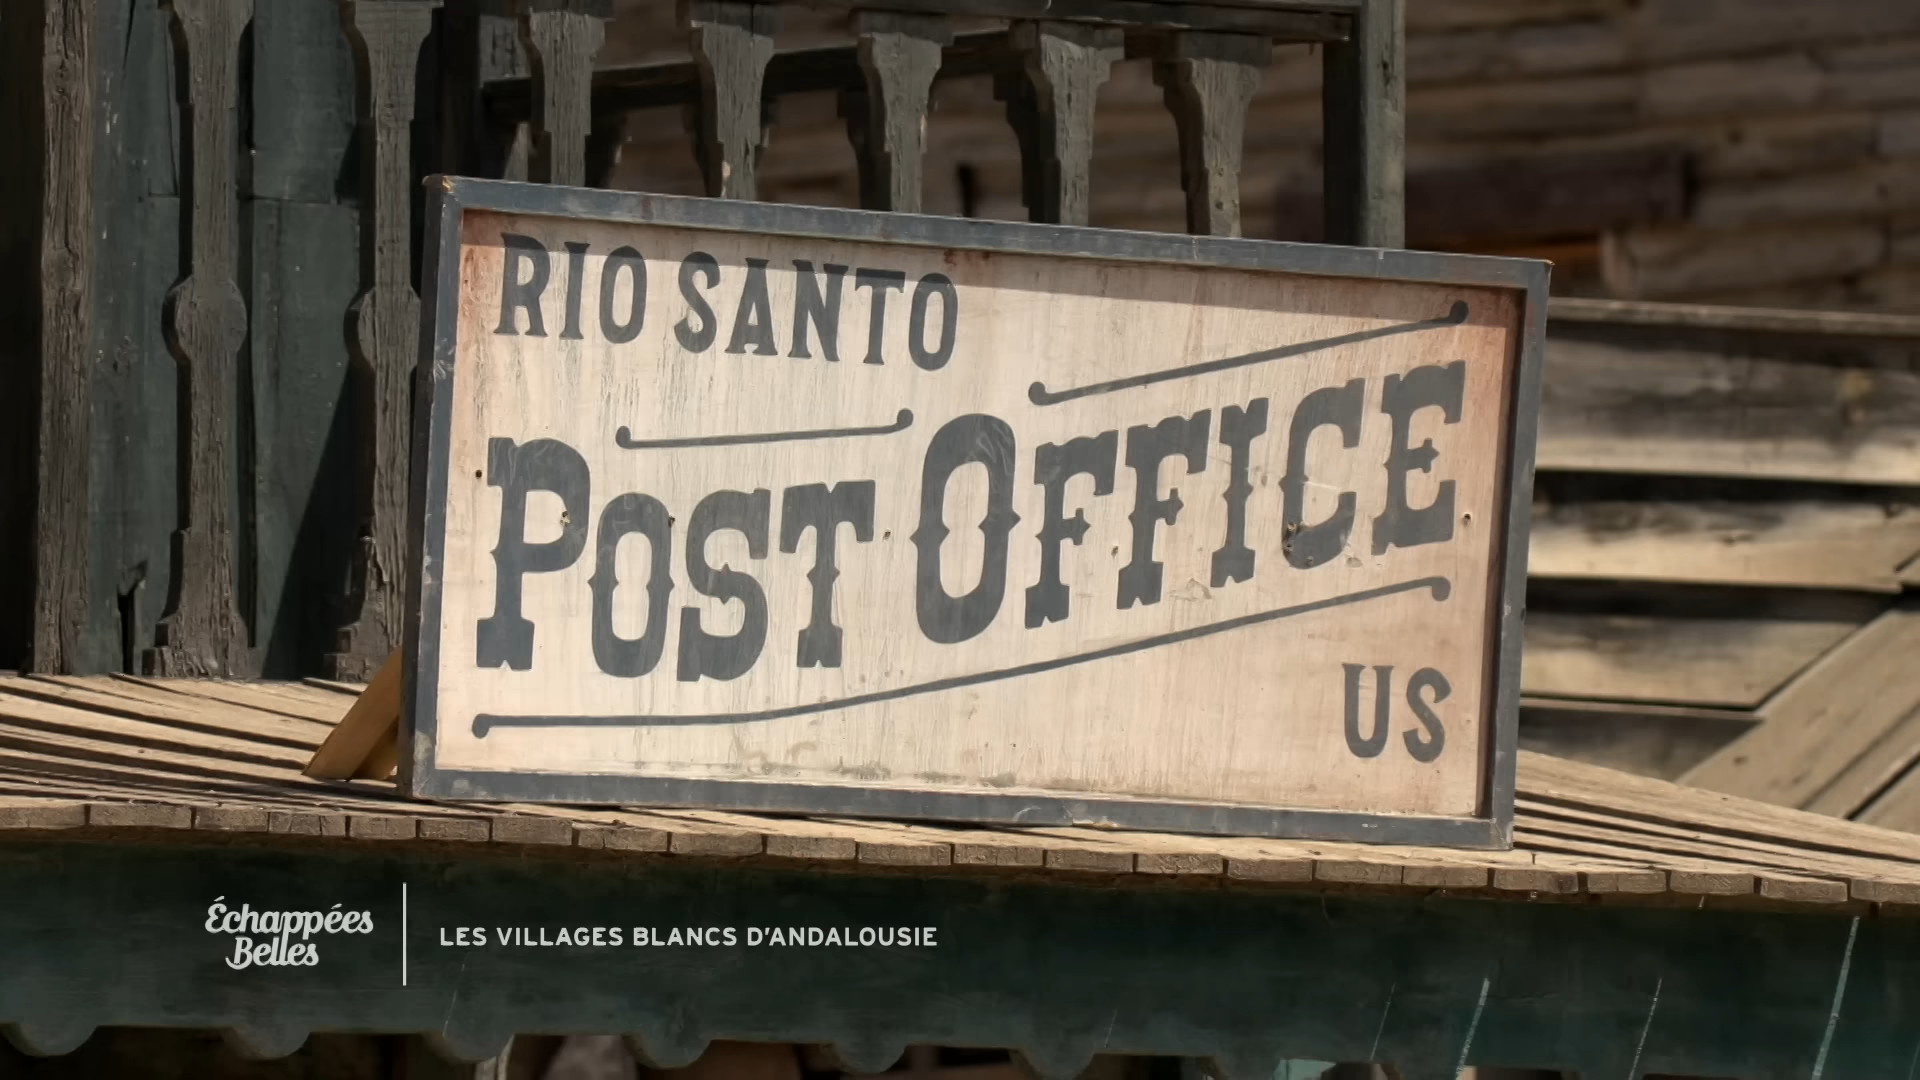 RIO SANTO
POST OFFICE
US
Échappées
Belles
LES VILLAGES BLANCS D'ANDALOUSIE